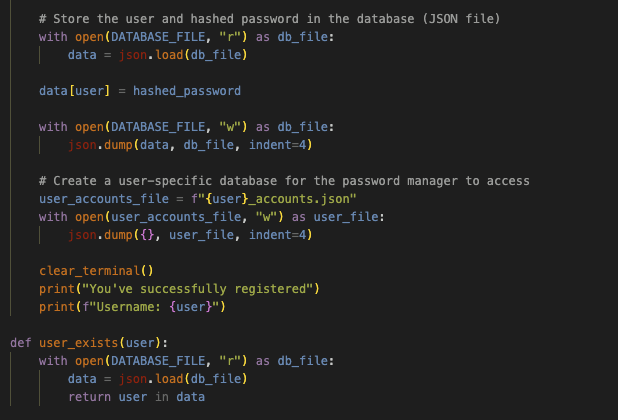 # Store the user and hashed password in the database (JSON file)
with open(DATABASE_FILE, "r") as db_file:
data = json.load(db_file)
data[user] = hashed_password
with open(DATABASE_FILE, "w") as db_file:
json.dump(data, db_file, indent=4)
# Create a user-specific database for the password manager to access
user_accounts_file = f"{user}_accounts.json"
with open(user_accounts_file, "w") as user_file:
json.dump({}, user_file, indent=4)
clear_terminal()
print("You've successfully registered")
print(f"Username: {user}")
def user_exists(user):
with open(DATABASE_FILE, "r") as db_file:
data = json.load(db_file)
return user in data